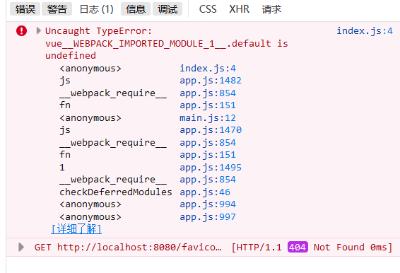 错误 警告 日志 (1) 信息 调试 CSS XHR 请求
Uncaught TypeError: index.js:4
vue__WEBPACK_IMPORTED_MODULE_1__.default is
undefined
<anonymous> index.js:4
js app.js:1482
__webpack_require__ app.js:854
fn app.js:151
<anonymous> main.js:12
js app.js:1470
__webpack_require__ app.js:854
fn app.js:151
1 app.js:1495
__webpack_require__ app.js:854
checkDeferredModules app.js:46
<anonymous> app.js:994
<anonymous> app.js:997
[详细了解]
GET http://localhost:8080/favico… [HTTP/1.1 404 Not Found 0ms]